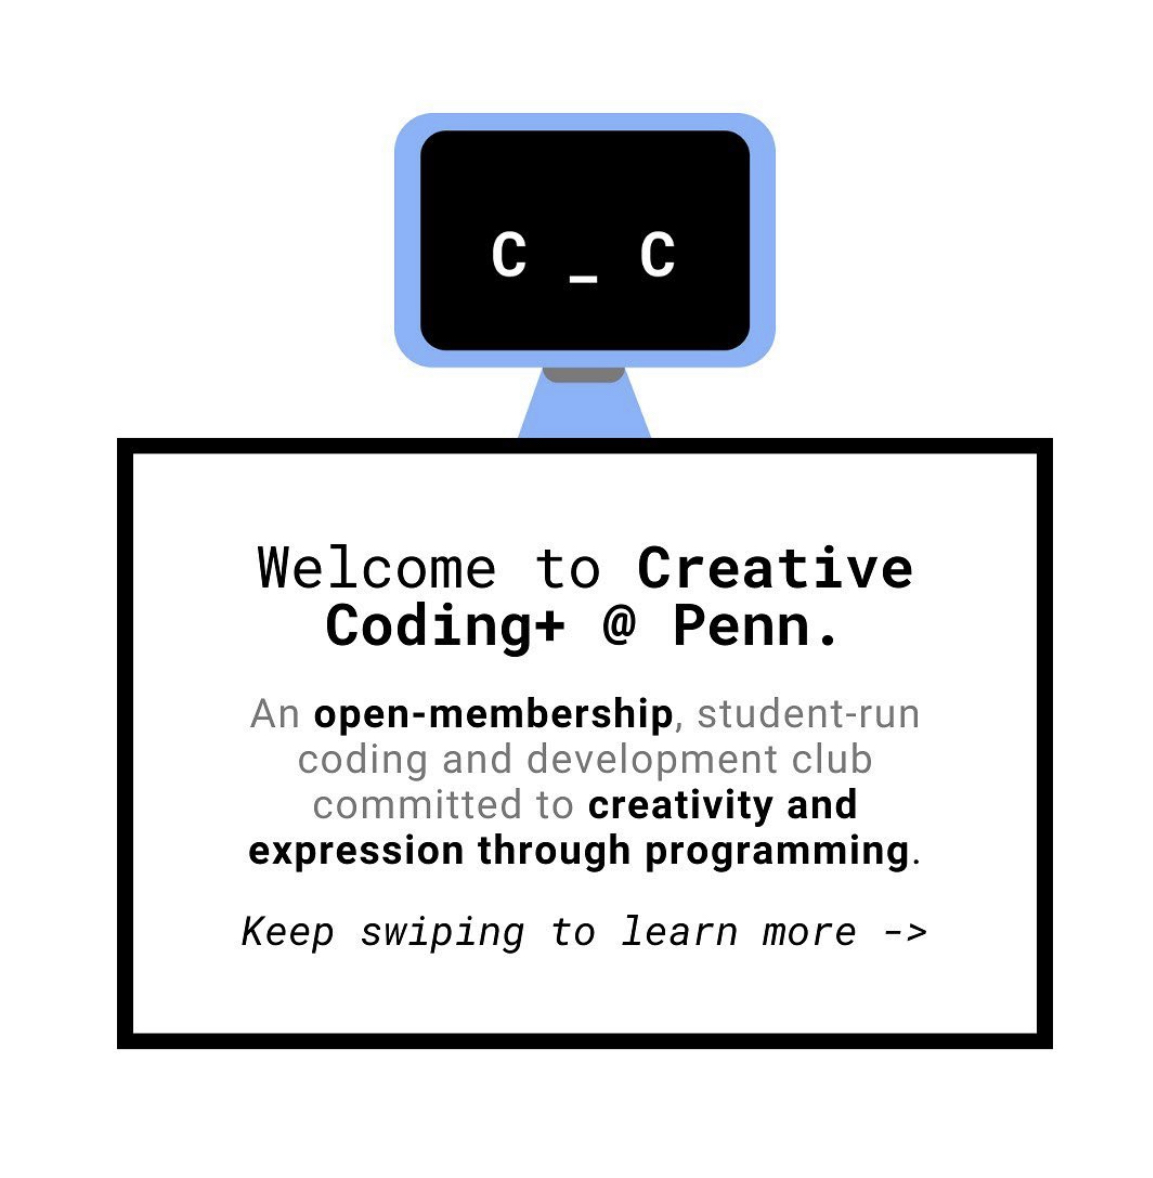 C _ C
Welcome to Creative
Coding+ @ Penn.
An open-membership, student-run
coding and development club
committed to creativity and
expression through programming.
Keep swiping to learn more ->